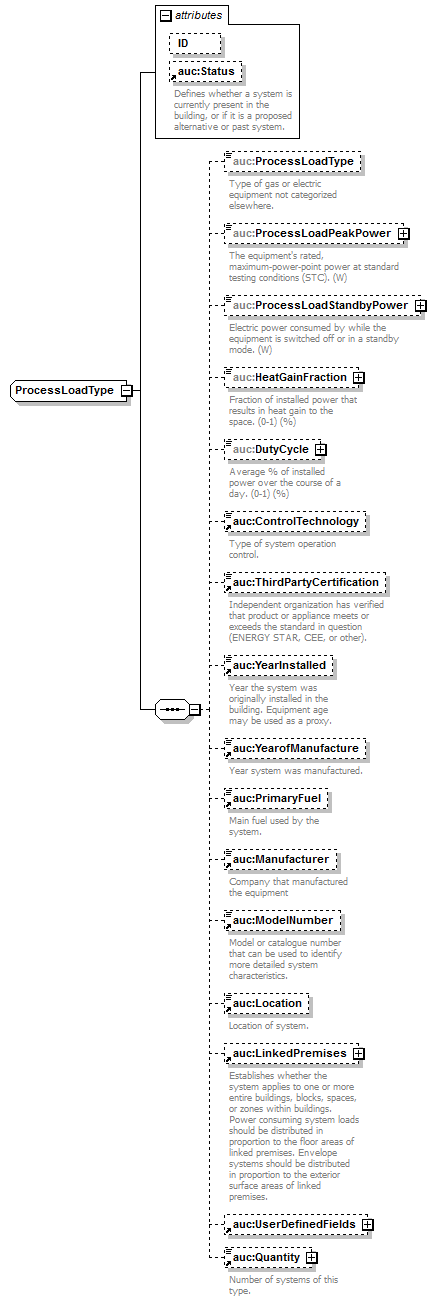 attributes
ID
auc:Status
Defines whether a system is
currently present in the
building, or if it is a proposed
alternative or past system.
auc:ProcessLoadType
Type of gas or electric
equipment not categorized
elsewhere.
auc:ProcessLoadPeakPower
The equipment's rated,
maximum-power-point power at standard
testing conditions (STC). (W)
auc:ProcessLoadStandbyPower
Electric power consumed by while the
equipment is switched off or in a standby
mode. (W)
ProcessLoadType
auc:HeatGainFraction
Fraction of installed power that
results in heat gain to the
space. (0-1) (%)
auc:DutyCycle
Average % of installed
power over the course of a
day. (0-1) (%)
auc:ControlTechnology
Type of system operation
control.
auc:ThirdPartyCertification
Independent organization has verified
that product or appliance meets or
exceeds the standard in question
(ENERGY STAR, CEE, or other).
auc:YearInstalled
Year the system was
originally installed in the
building. Equipment age
may be used as a proxy.
auc:YearofManufacture
Year system was manufactured.
auc:PrimaryFuel
Main fuel used by the
system.
auc:Manufacturer
Company that manufactured
the equipment
auc:ModelNumber
Model or catalogue number
that can be used to identify
more detailed system
characteristics.
auc:Location
Location of system.
auc:LinkedPremises
Establishes whether the
system applies to one or more
entire buildings, blocks, spaces,
or zones within buildings.
Power consuming system loads
should be distributed in
proportion to the floor areas of
linked premises. Envelope
systems should be distributed
in proportion to the exterior
surface areas of linked
premises.
auc:UserDefinedFields
auc:Quantity
Number of systems of this
type.